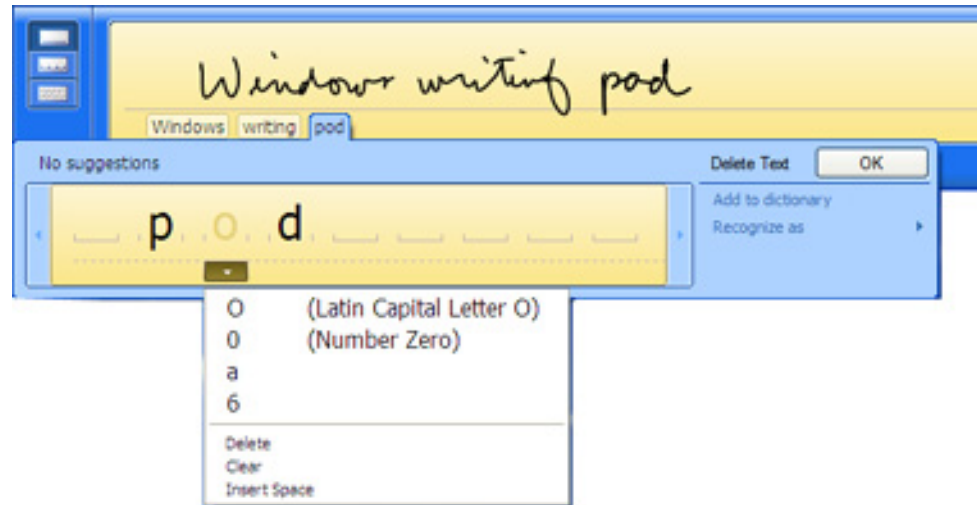 Windows writing pad
Windows writing pod
No suggestions
Delete Text OK
Add to dictionary
Recognize as
p o d
O (Latin Capital Letter O)
0 (Number Zero)
a
6
Delete
Clear
Insert Space